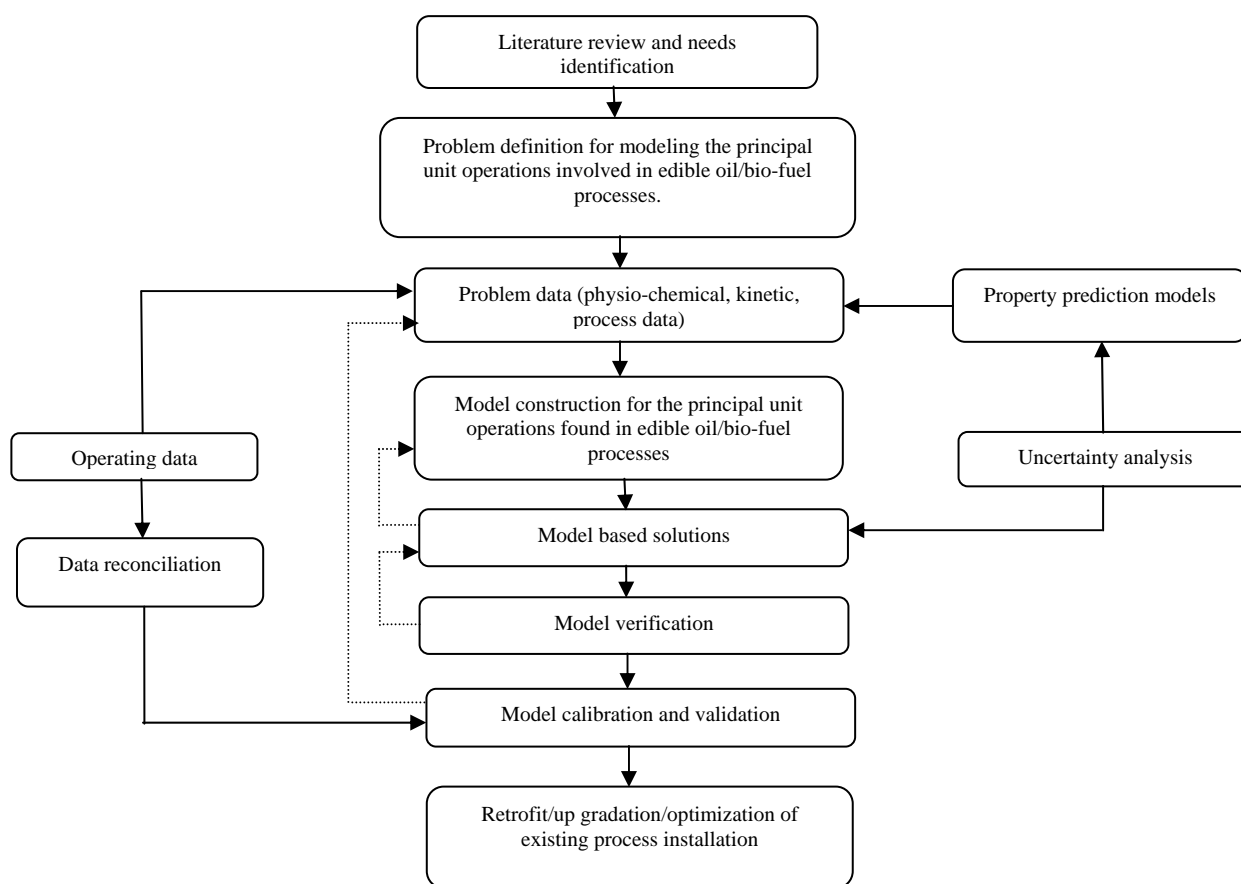 Literature review and needs
identification
Problem definition for modeling the principal
unit operations involved in edible oil/bio-fuel
processes.
Problem data (physio-chemical, kinetic,
process data)
Property prediction models
Model construction for the principal unit
operations found in edible oil/bio-fuel
processes
Operating data
Uncertainty analysis
Model based solutions
Data reconciliation
Model verification
Model calibration and validation
Retrofit/up gradation/optimization of
existing process installation